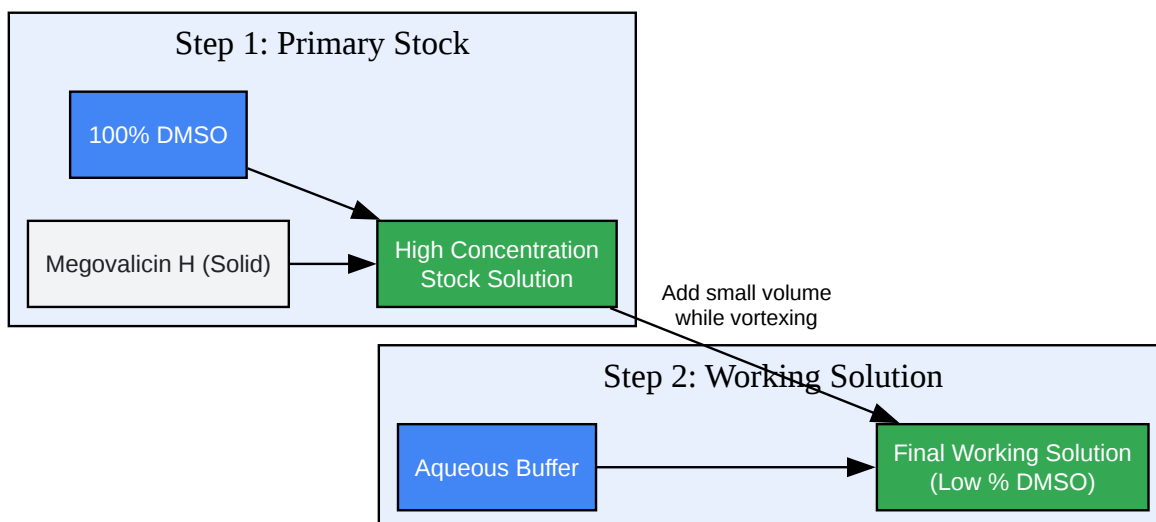 Step 1: Primary Stock
100% DMSO
Megovalicin H (Solid)
High Concentration
Stock Solution
Add small volume
while vortexing
Step 2: Working Solution
Aqueous Buffer
Final Working Solution
(Low % DMSO)